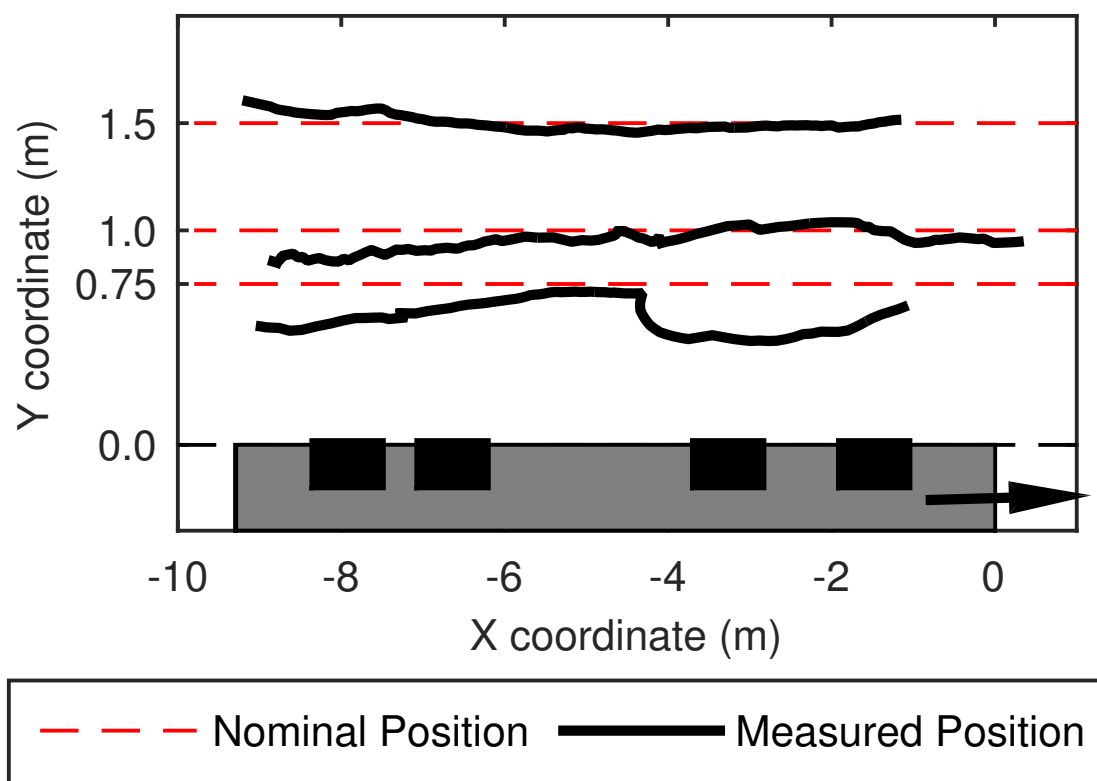 Y coordinate (m)
1.5
1.0
0.75
0.0
-10
-8
-6
-4
-2
0
X coordinate (m)
Nominal Position
Measured Position